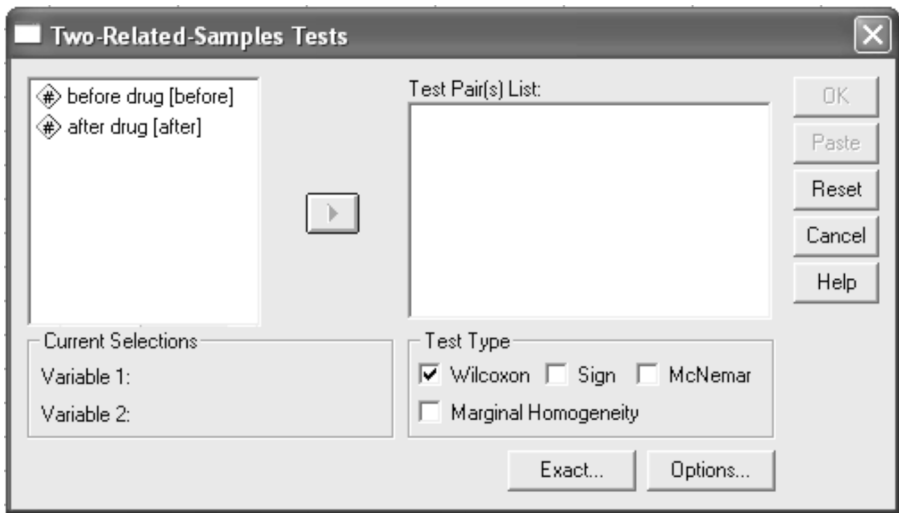 Two-Related-Samples Tests
# before drug [before]
# after drug [after]
Test Pair(s) List:
OK
Paste
Reset
Cancel
Help
Current Selections
Variable 1:
Variable 2:
Test Type
Wilcoxon Sign McNemar
Marginal Homogeneity
Exact... Options...